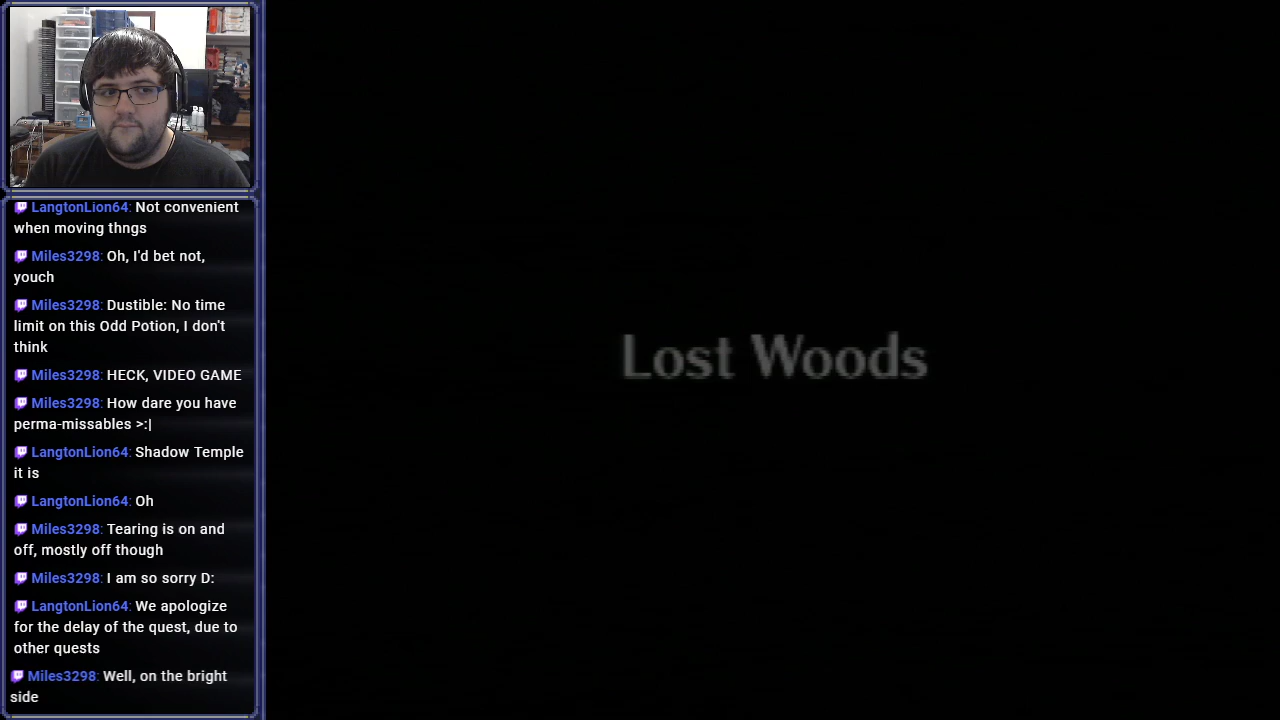 LangtonLion64: Not convenient
when moving thngs
Miles3298: Oh, I'd bet not,
youch
Miles3298: Dustible: No time
limit on this Odd Potion, I don't
think
Miles3298: HECK, VIDEO GAME
Miles3298: How dare you have
perma-missables >:|
LangtonLion64: Shadow Temple
it is
LangtonLion64: Oh
Miles3298: Tearing is on and
off, mostly off though
Miles3298: I am so sorry D:
LangtonLion64: We apologize
for the delay of the quest, due to
other quests
Miles3298: Well, on the bright
side
Lost Woods